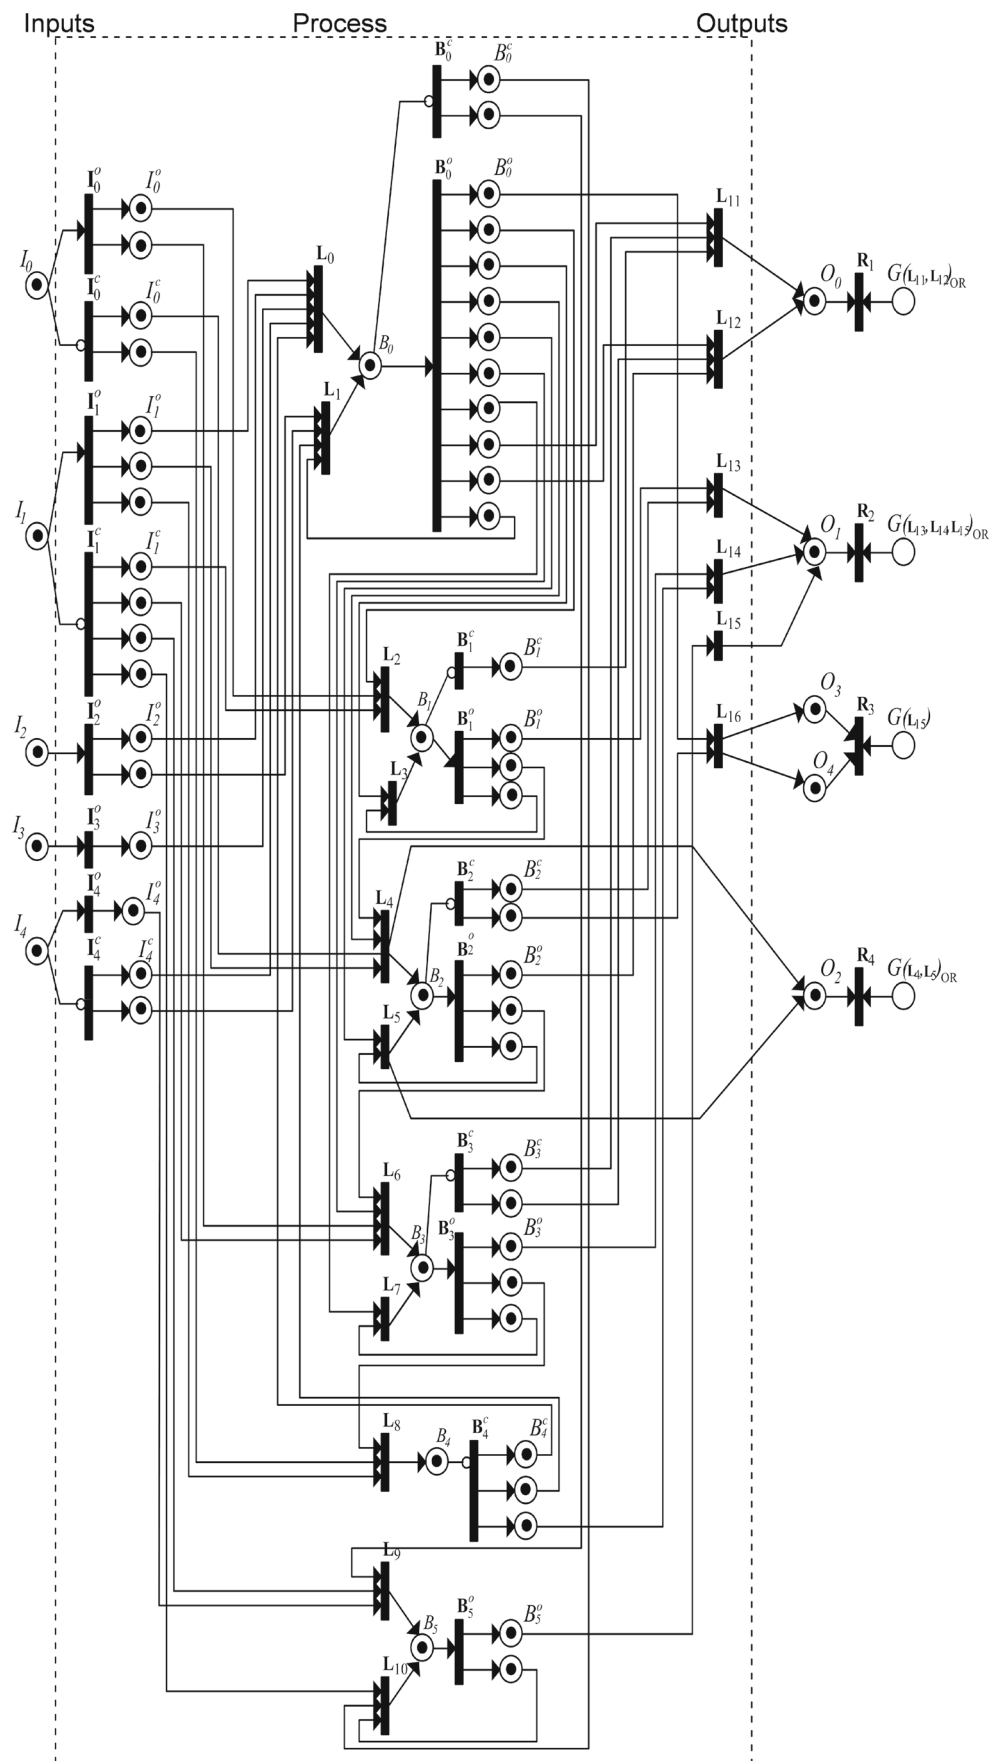 Inputs Process Outputs
B₀ᶜ B₀ᶜ
I₀ᵒ I₀ᵒ
B₀ᵒ B₀ᵒ
L₁₁
I₀
L₀
O₀ R₁ G(L₁₁,L₁₂)OR
I₀ᶜ I₀ᶜ
L₁₂
B₀
L₁
I₁ᵒ I₁ᵒ
L₁₃
I₁
O₁ R₂ G(L₁₃,L₁₄L₁₅)OR
I₁ᶜ I₁ᶜ
L₁₄
L₁₅
L₂
B₁ᶜ B₁ᶜ
B₁
O₃
I₂
I₂ᵒ I₂ᵒ
B₁ᵒ B₁ᵒ
L₁₆
R₃ G(L₁₅)
L₃
O₄
I₃
I₃ᵒ I₃ᵒ
B₂ᶜ B₂ᶜ
I₄ᵒ I₄ᵒ
L₄
I₄
I₄ᶜ I₄ᶜ
B₂ᵒ B₂ᵒ
B₂
O₂ R₄ G(L₄,L₅)OR
L₅
B₃ᶜ B₃ᶜ
L₆
B₃
B₃ᵒ B₃ᵒ
L₇
L₈
B₄
B₄ᶜ B₄ᶜ
L₉
B₅
B₅ᵒ B₅ᵒ
L₁₀